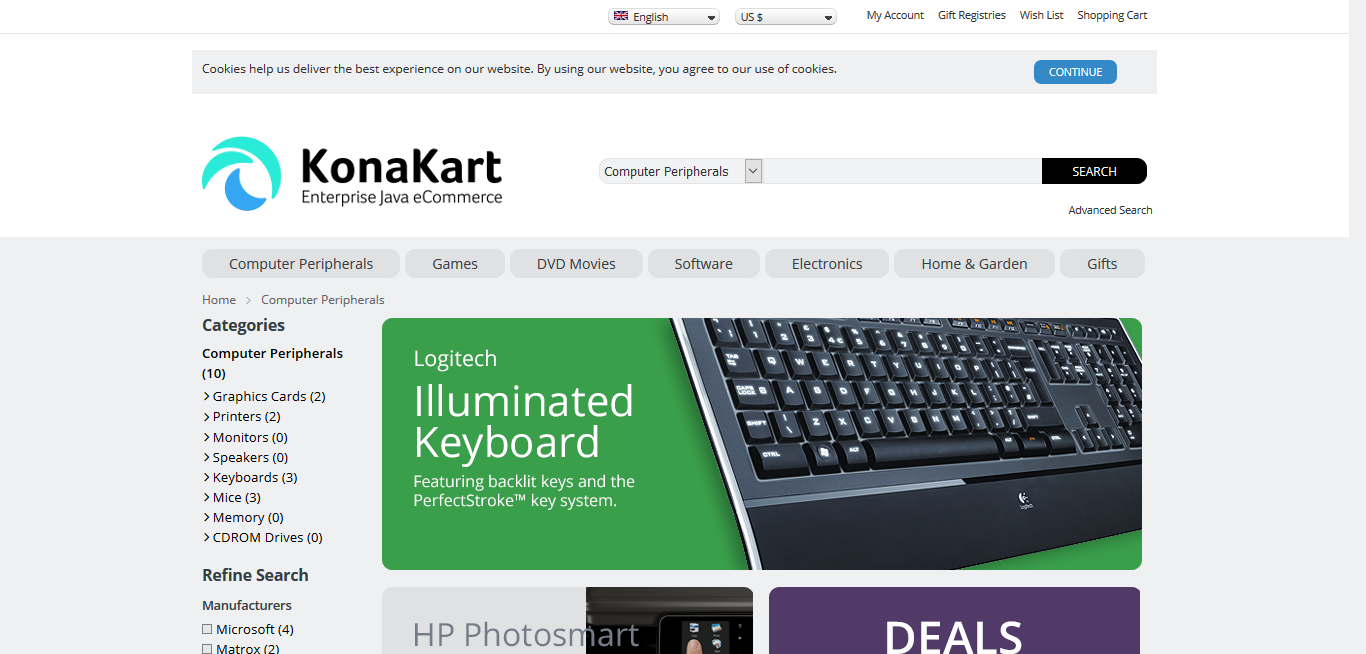 English
US $
My Account
Gift Registries
Wish List
Shopping Cart
Cookies help us deliver the best experience on our website. By using our website, you agree to our use of cookies.
CONTINUE
KonaKart
Enterprise Java eCommerce
Computer Peripherals
SEARCH
Advanced Search
Computer Peripherals
Games
DVD Movies
Software
Electronics
Home & Garden
Gifts
Home
Computer Peripherals
Categories
Computer Peripherals
(10)
Graphics Cards (2)
Printers (2)
Monitors (0)
Speakers (0)
Keyboards (3)
Mice (3)
Memory (0)
CDROM Drives (0)
Refine Search
Manufacturers
Microsoft (4)
Matrox (2)
Logitech
Illuminated
Keyboard
Featuring backlit keys and the
PerfectStroke™ key system.
Logitech
HP Photosmart
DEALS